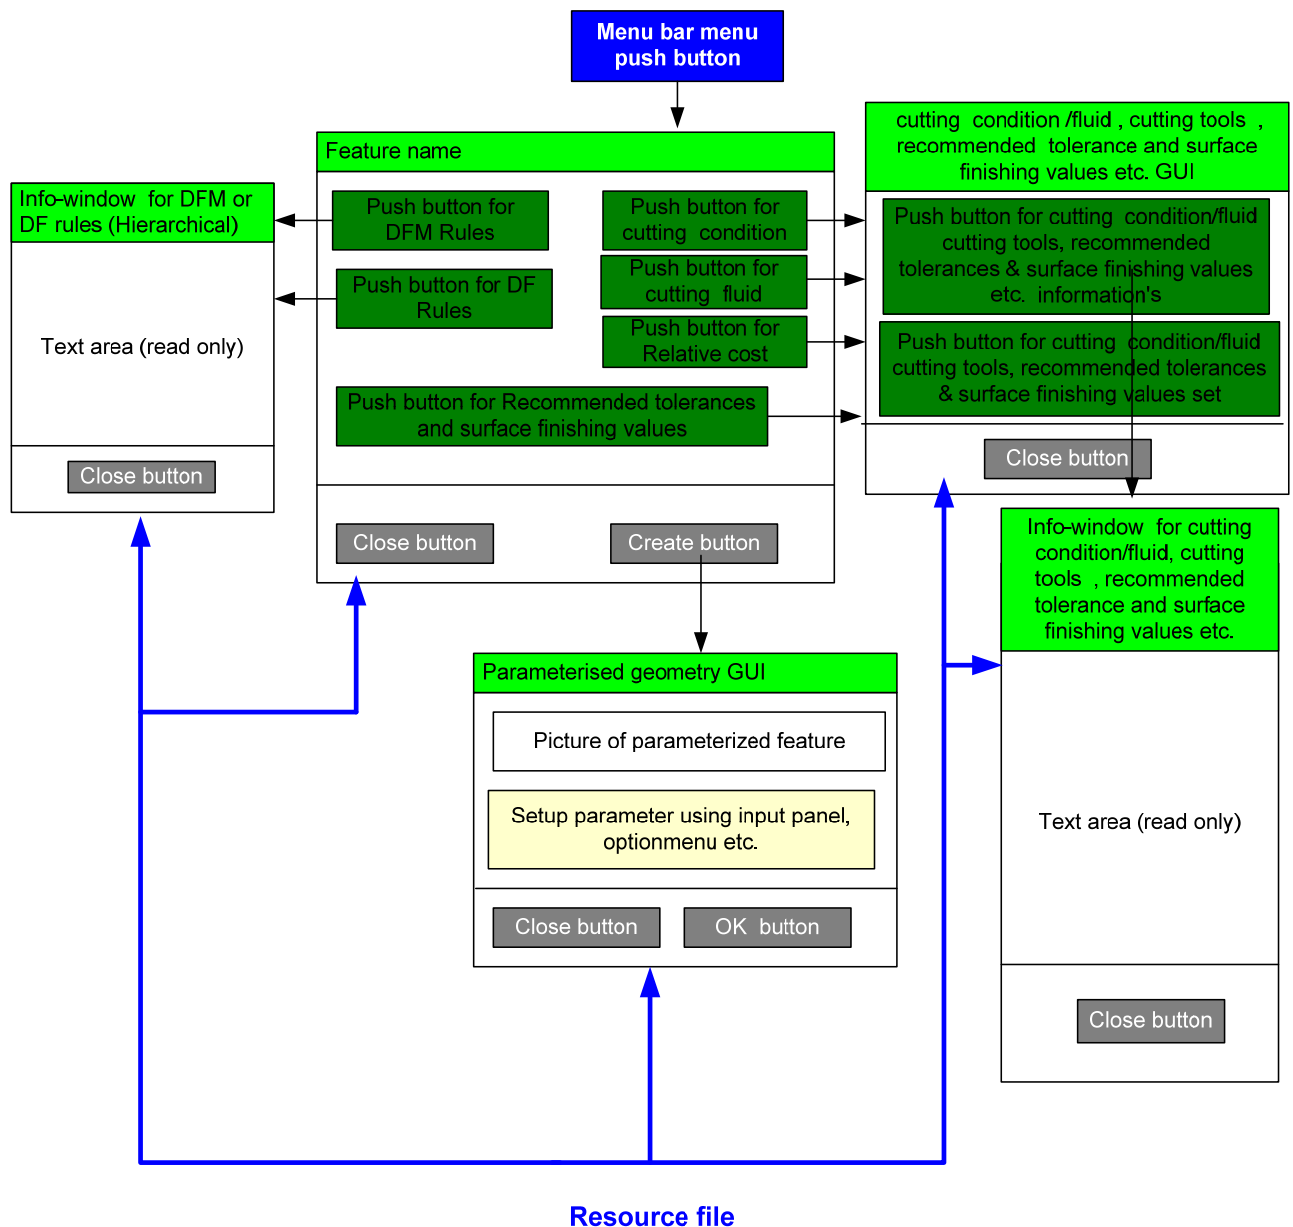 Menu bar menu
push button
Feature name
Push button for
DFM Rules
Push button for DF
Rules
Push button for
cutting condition
Push button for
cutting fluid
Push button for
Relative cost
Push button for Recommended tolerances
and surface finishing values
Close button
Create button
Info-window for DFM or
DF rules (Hierarchical)
Text area (read only)
Close button
cutting condition /fluid , cutting tools ,
recommended tolerance and surface
finishing values etc. GUI
Push button for cutting condition/fluid
cutting tools, recommended
tolerances & surface finishing values
etc. information's
Push button for cutting condition/fluid
cutting tools, recommended tolerances
& surface finishing values set
Close button
Info-window for cutting
condition/fluid, cutting
tools , recommended
tolerance and surface
finishing values etc.
Text area (read only)
Close button
Parameterised geometry GUI
Picture of parameterized feature
Setup parameter using input panel,
optionmenu etc.
Close button
OK button
Resource file